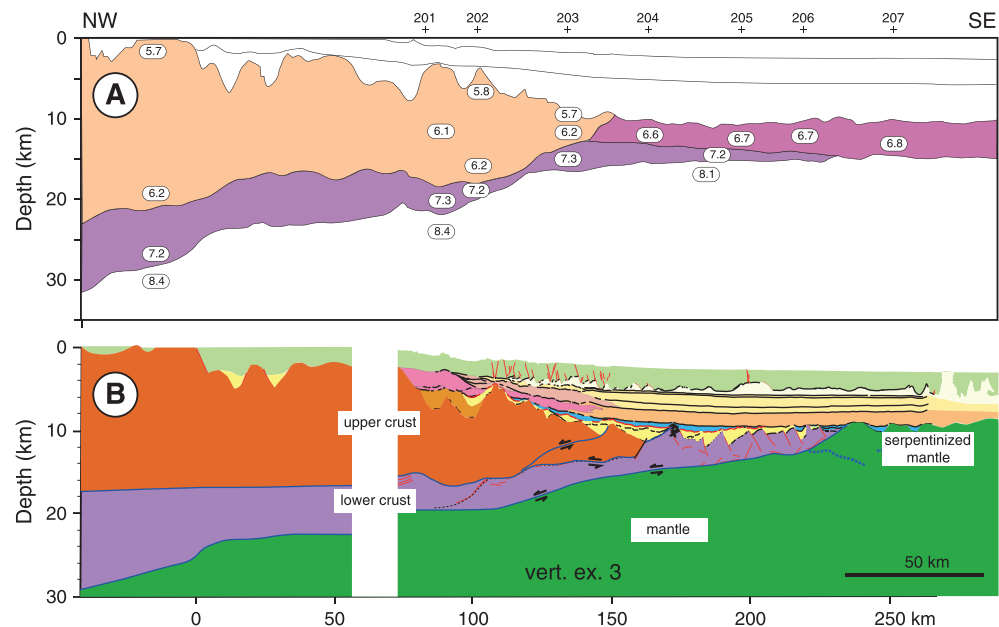 NW 201 202 203 204 205 206 207 SE
0
5.7
A
5.8
10
5.7
6.1
6.2
6.6
6.7
6.7
6.8
6.2
7.3
7.2
8.1
Depth (km)
20
6.2
7.3
7.2
8.4
7.2
30
8.4
0
B
upper crust
10
serpentinized
mantle
Depth (km)
lower crust
20
mantle
50 km
vert. ex. 3
30
0 50 100 150 200 250 km